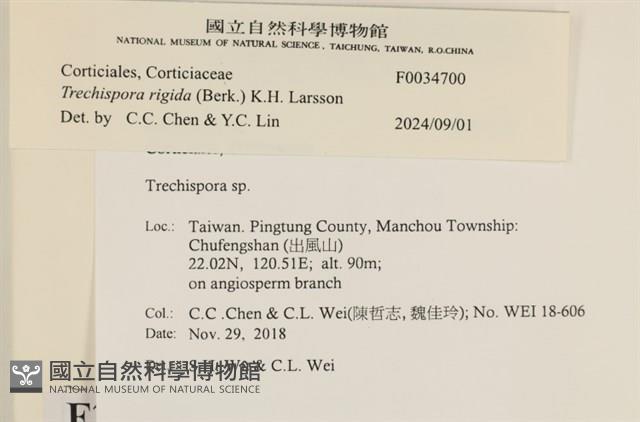 國立自然科學博物館
NATIONAL MUSEUM OF NATURAL SCIENCE, TAICHUNG, TAIWAN, R.O.CHINA
Corticiales, Corticiaceae F0034700
Trechispora rigida (Berk.) K.H. Larsson
Det. by C.C. Chen & Y.C. Lin 2024/09/01
Trechispora sp.
Loc.: Taiwan. Pingtung County, Manchou Township:
Chufengshan (出風山)
22.02N, 120.51E; alt. 90m;
on angiosperm branch
Col.: C.C .Chen & C.L. Wei(陳哲志, 魏佳玲); No. WEI 18-606
Date: Nov. 29, 2018
& C.L. Wei
國立自然科學博物館
NATIONAL MUSEUM OF NATURAL SCIENCE